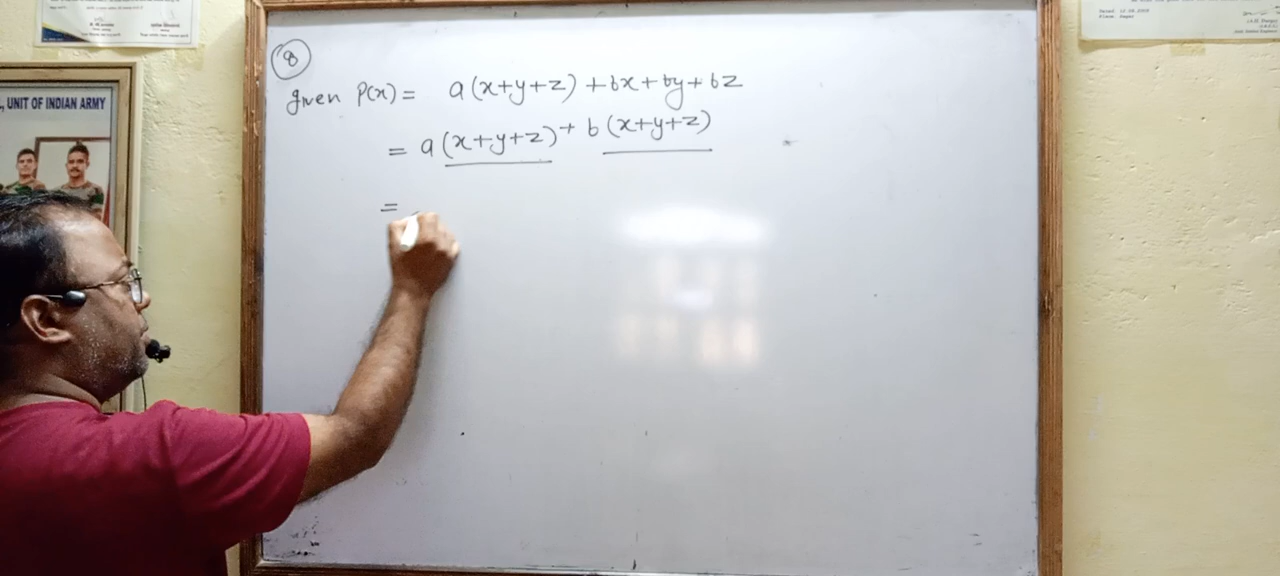 , UNIT OF INDIAN ARMY
8
given P(x) = a(x+y+z) + bx + by + bz
= a(x+y+z) + b(x+y+z)
=